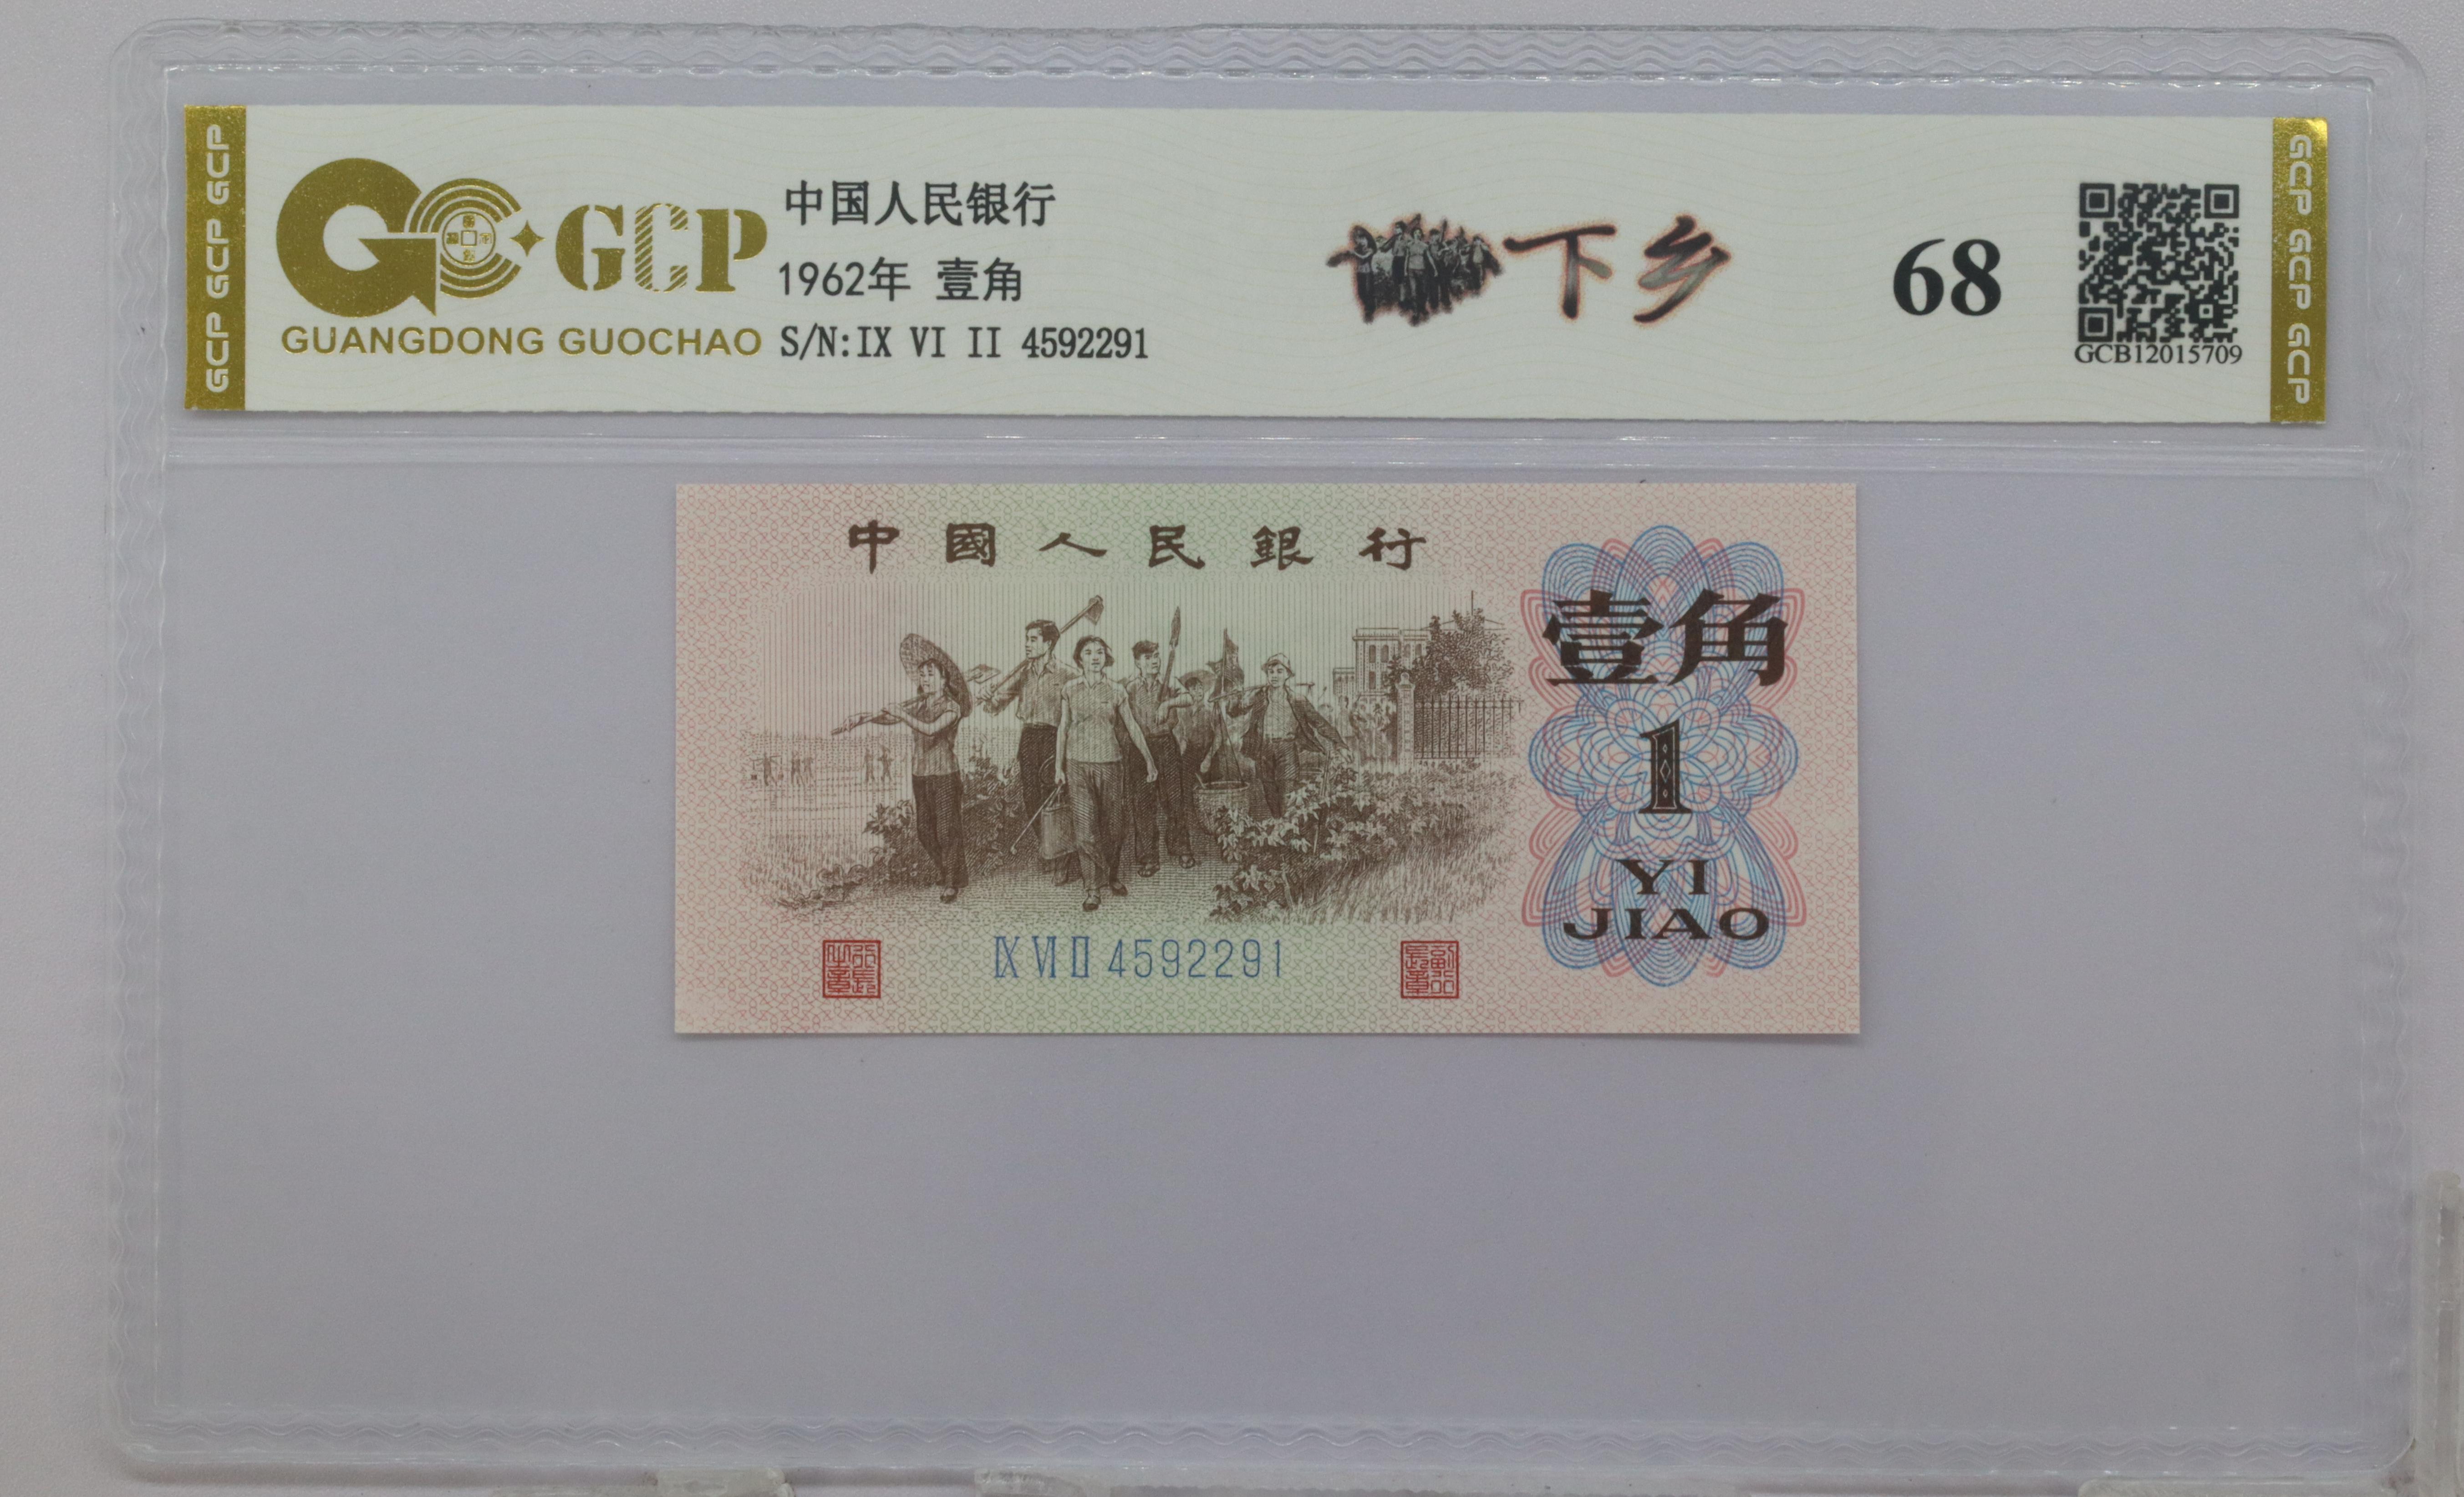 GCP GCP GCP
GCP
GUANGDONG GUOCHAO
中国人民银行
1962年 壹角
S/N:IX VI II 4592291
下乡
68
GCB12015709
GCP GCP GCP
中國人民銀行
壹角
1
YI
JIAO
IX VI II 4592291